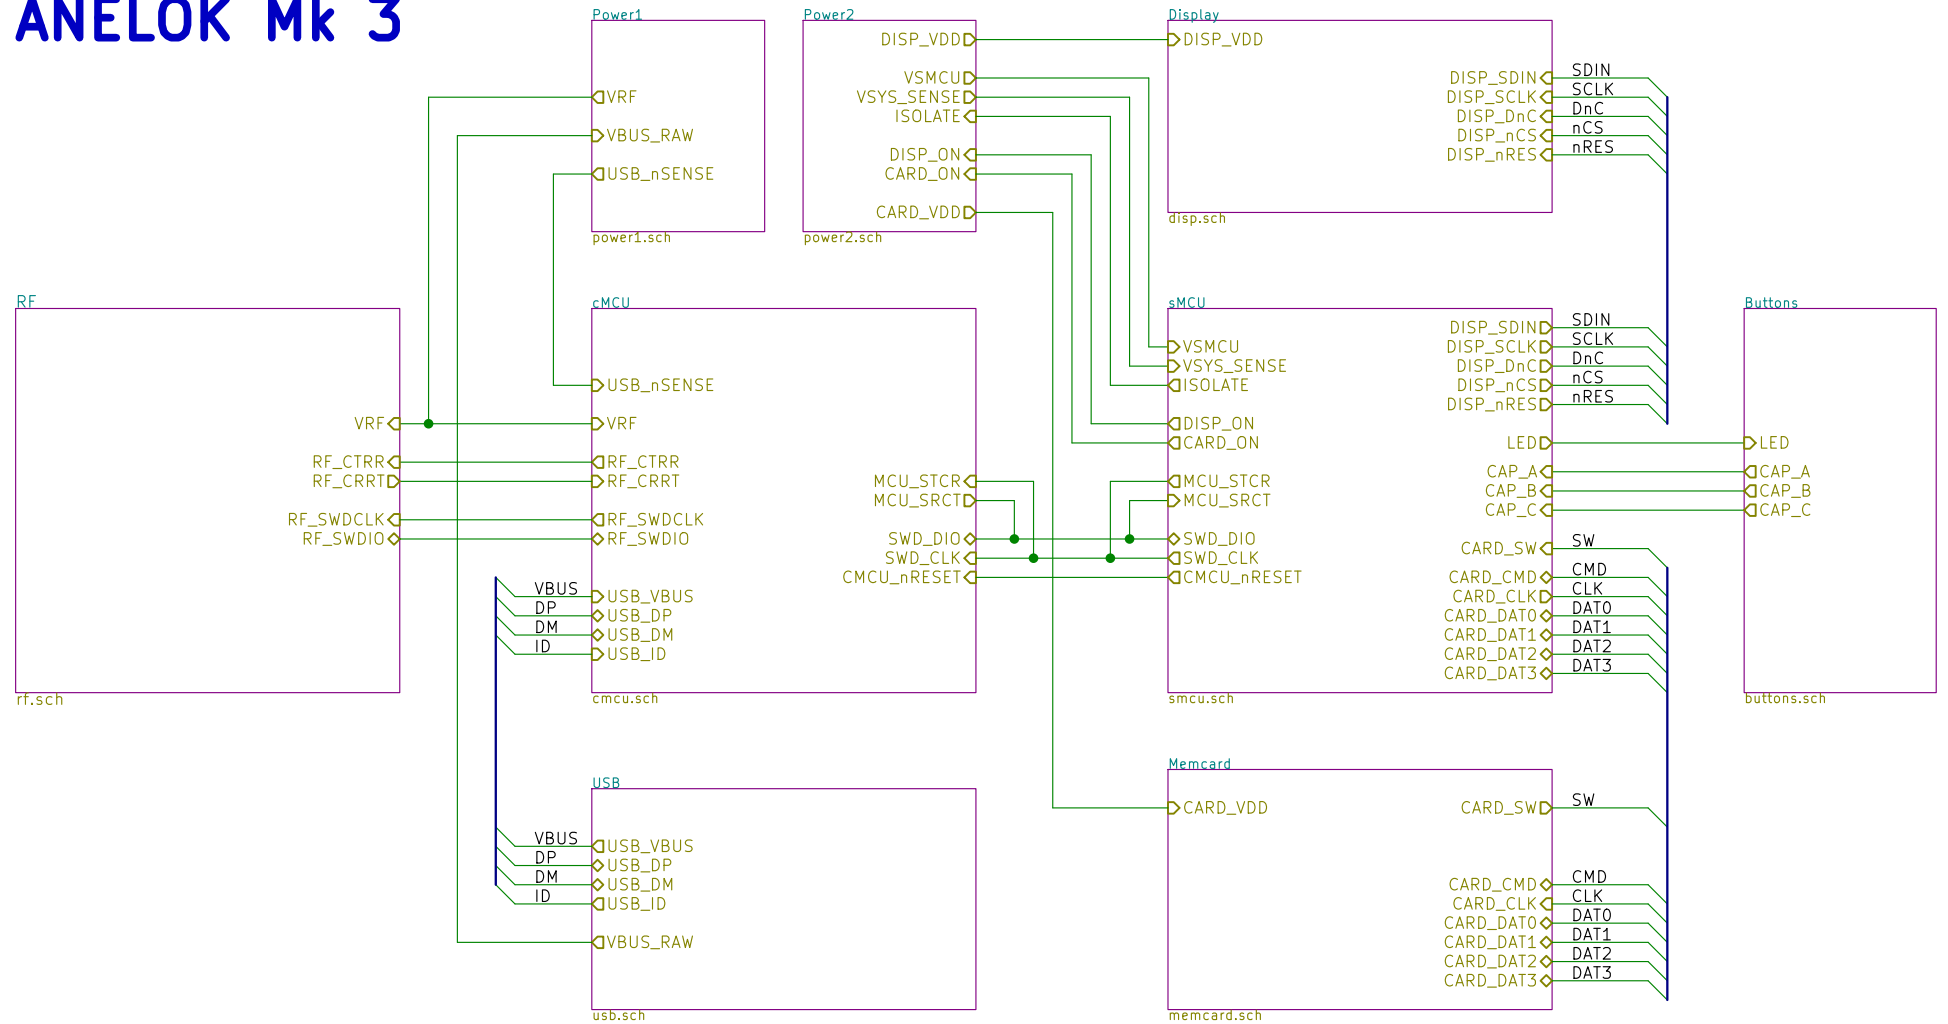 ANELOK Mk 3
Power1
VRF
VBUS_RAW
USB_nSENSE
power1.sch
Power2
DISP_VDD
VSMCU
VSYS_SENSE
ISOLATE
DISP_ON
CARD_ON
CARD_VDD
power2.sch
Display
DISP_VDD
DISP_SDIN
DISP_SCLK
DISP_DnC
DISP_nCS
DISP_nRES
SDIN
SCLK
DnC
nCS
nRES
disp.sch
RF
VRF
RF_CTRR
RF_CRRT
RF_SWDCLK
RF_SWDIO
rf.sch
cMCU
USB_nSENSE
VRF
RF_CTRR
RF_CRRT
RF_SWDCLK
RF_SWDIO
VBUS
DP
DM
ID
USB_VBUS
USB_DP
USB_DM
USB_ID
MCU_STCR
MCU_SRCT
SWD_DIO
SWD_CLK
CMCU_nRESET
cmcu.sch
sMCU
VSMCU
VSYS_SENSE
ISOLATE
DISP_ON
CARD_ON
MCU_STCR
MCU_SRCT
SWD_DIO
SWD_CLK
CMCU_nRESET
DISP_SDIN
DISP_SCLK
DISP_DnC
DISP_nCS
DISP_nRES
LED
CAP_A
CAP_B
CAP_C
CARD_SW
CARD_CMD
CARD_CLK
CARD_DAT0
CARD_DAT1
CARD_DAT2
CARD_DAT3
SDIN
SCLK
DnC
nCS
nRES
SW
CMD
CLK
DAT0
DAT1
DAT2
DAT3
smcu.sch
Buttons
LED
CAP_A
CAP_B
CAP_C
buttons.sch
USB
VBUS
DP
DM
ID
USB_VBUS
USB_DP
USB_DM
USB_ID
VBUS_RAW
usb.sch
Memcard
CARD_VDD
CARD_SW
CARD_CMD
CARD_CLK
CARD_DAT0
CARD_DAT1
CARD_DAT2
CARD_DAT3
SW
CMD
CLK
DAT0
DAT1
DAT2
DAT3
memcard.sch